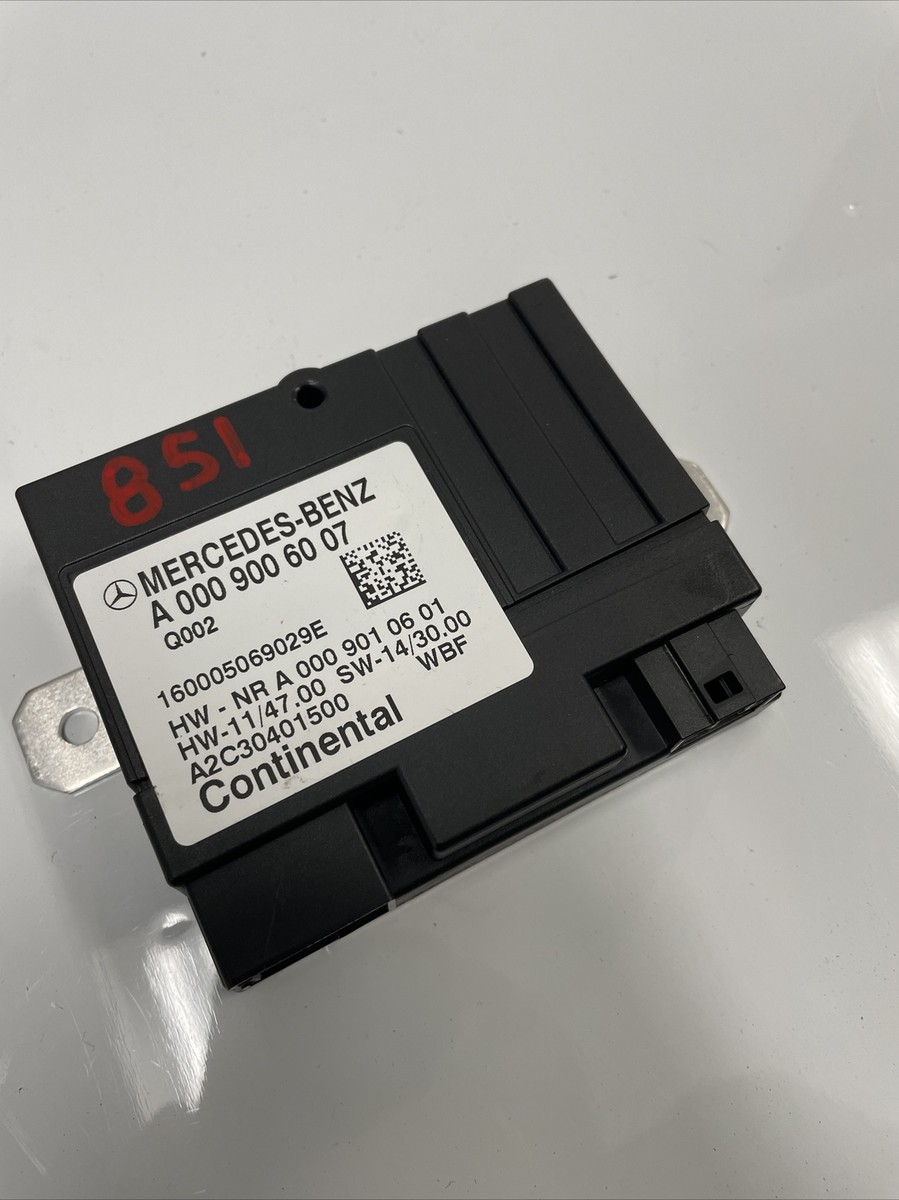 851
MERCEDES-BENZ
A 000 900 60 07
Q002
160005069029E
HW - NR A 000 901 06 01
HW-11/47.00 SW-14/30.00
A2C30401500 WBF
Continental